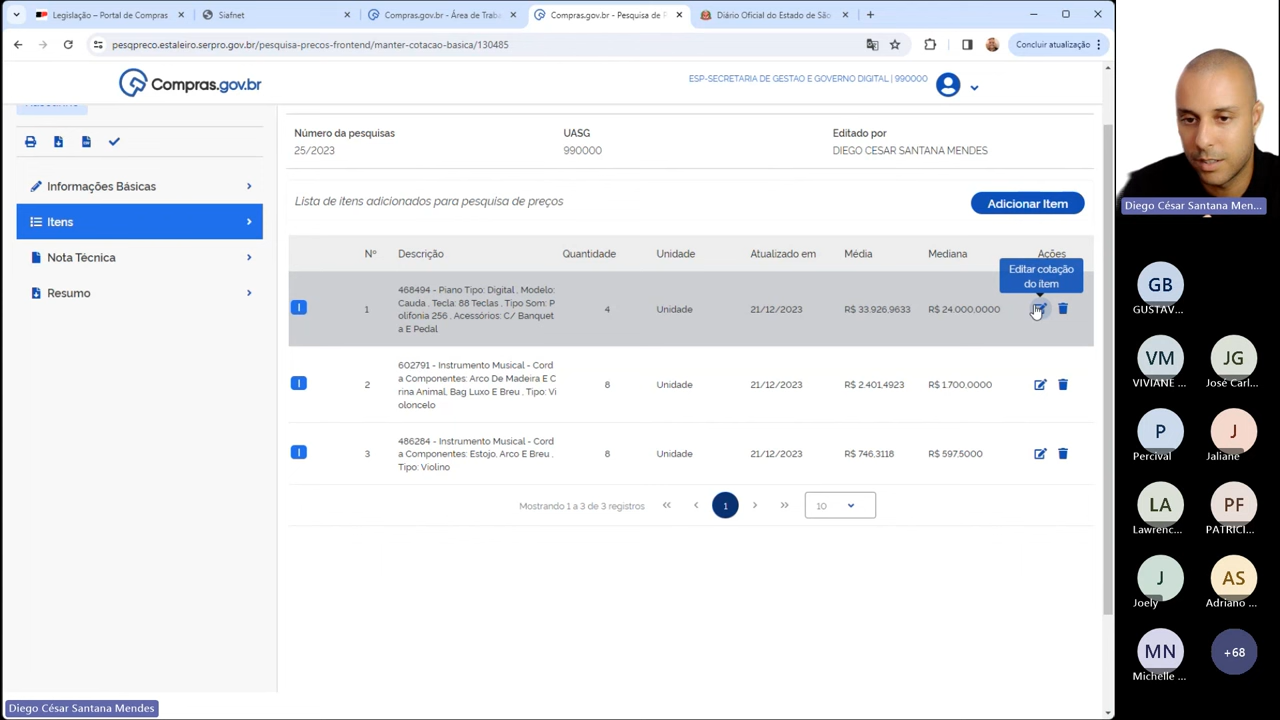 Legislação – Portal de Compras
Siafnet
Compras.gov.br - Área de Traba
Compras.gov.br - Pesquisa de P
Diário Oficial do Estado de São
pesqpreco.estaleiro.serpro.gov.br/pesquisa-precos-frontend/manter-cotacao-basica/130485
Concluir atualização
Compras.gov.br
ESP-SECRETARIA DE GESTAO E GOVERNO DIGITAL | 990000
Número da pesquisas
UASG
Editado por
25/2023
990000
DIEGO CESAR SANTANA MENDES
Informações Básicas
Itens
Nota Técnica
Resumo
Lista de itens adicionados para pesquisa de preços
Adicionar Item
Nº
Descrição
Quantidade
Unidade
Atualizado em
Média
Mediana
Ações
Editar cotação
do item
I
1
468494 - Piano Tipo: Digital , Modelo:
Cauda , Tecla: 88 Teclas , Tipo Som: P
olifonia 256 , Acessórios: C/ Banquet
a E Pedal
4
Unidade
21/12/2023
R$ 33.926,9633
R$ 24.000,0000
I
2
602791 - Instrumento Musical - Cord
a Componentes: Arco De Madeira E C
rina Animal, Bag Luxo E Breu , Tipo: Vi
oloncelo
8
Unidade
21/12/2023
R$ 2.401,4923
R$ 1.700,0000
I
3
486284 - Instrumento Musical - Cord
a Componentes: Estojo, Arco E Breu ,
Tipo: Violino
8
Unidade
21/12/2023
R$ 746,3118
R$ 597,5000
Mostrando 1 a 3 de 3 registros
1
10
Diego César Santana Mendes
Diego César Santana Men...
GB
GUSTAV...
VM
VIVIANE ...
JG
José Carl...
P
Percival
J
Jaliane
LA
Lawrenc...
PF
PATRICI...
J
Joely
AS
Adriano ...
MN
Michelle ...
+68